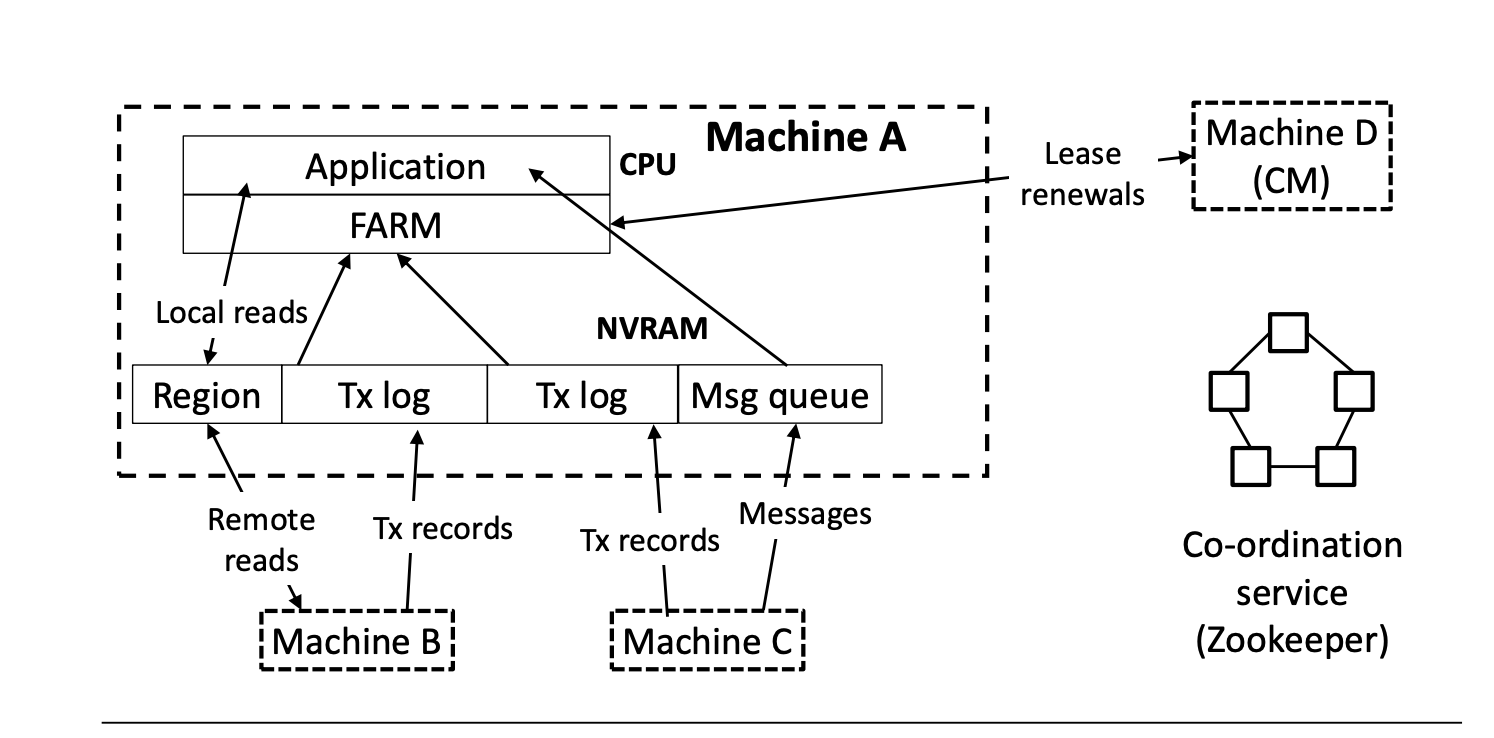 Machine A
Application
CPU
FARM
Lease
renewals
Machine D
(CM)
Local reads
NVRAM
Region
Tx log
Tx log
Msg queue
Remote
reads
Tx records
Tx records
Messages
Machine B
Machine C
Co-ordination
service
(Zookeeper)